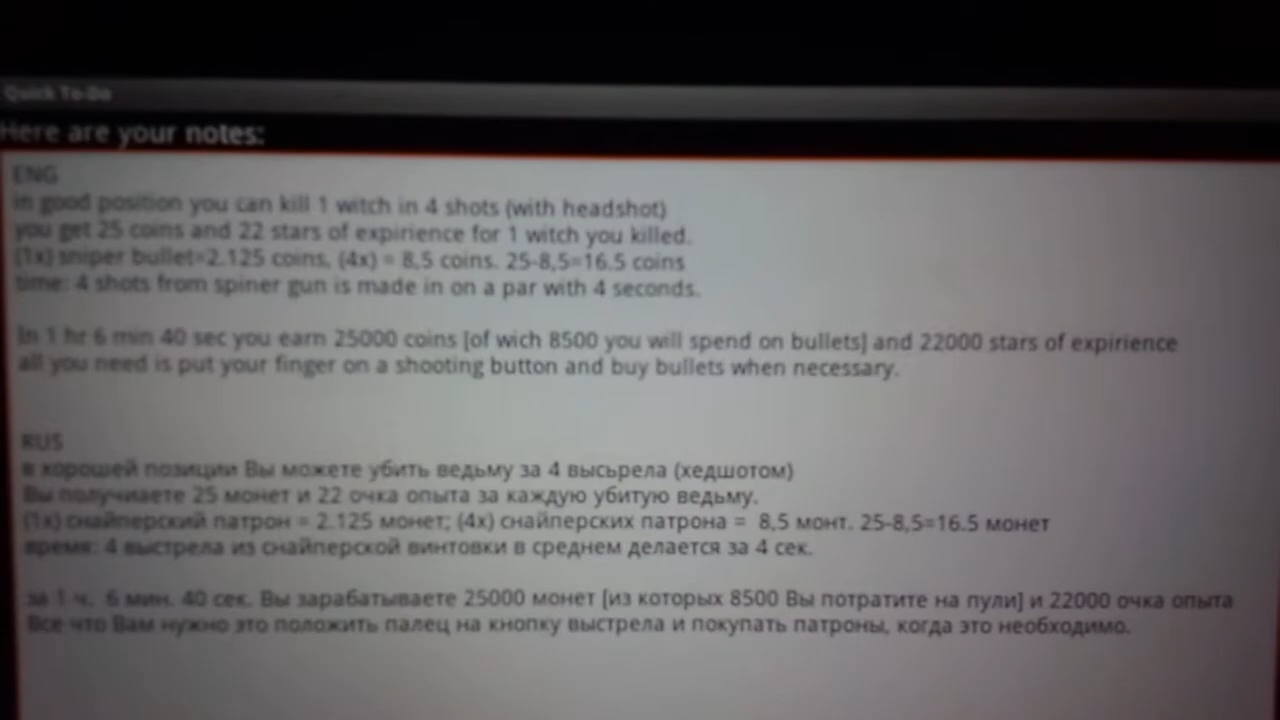 Quick To-Do
Here are your notes:
ENG
in good position you can kill 1 witch in 4 shots (with headshot)
you get 25 coins and 22 stars of expirience for 1 witch you killed.
(1x) sniper bullet=2.125 coins, (4x) = 8,5 coins. 25-8,5=16.5 coins
time: 4 shots from spiner gun is made in on a par with 4 seconds.
In 1 hr 6 min 40 sec you earn 25000 coins [of wich 8500 you will spend on bullets] and 22000 stars of expirience
all you need is put your finger on a shooting button and buy bullets when necessary.
RUS
в хорошей позиции Вы можете убить ведьму за 4 высьрела (хедшотом)
Вы получиаете 25 монет и 22 очка опыта за каждую убитую ведьму.
(1x) снайперский патрон = 2.125 монет; (4x) снайперских патрона = 8,5 монт. 25-8,5=16.5 монет
время: 4 выстрела из снайперской винтовки в среднем делается за 4 сек.
за 1 ч. 6 мин. 40 сек. Вы зарабатываете 25000 монет [из которых 8500 Вы потратите на пули] и 22000 очка опыта
Все что Вам нужно это положить палец на кнопку выстрела и покупать патроны, когда это необходимо.